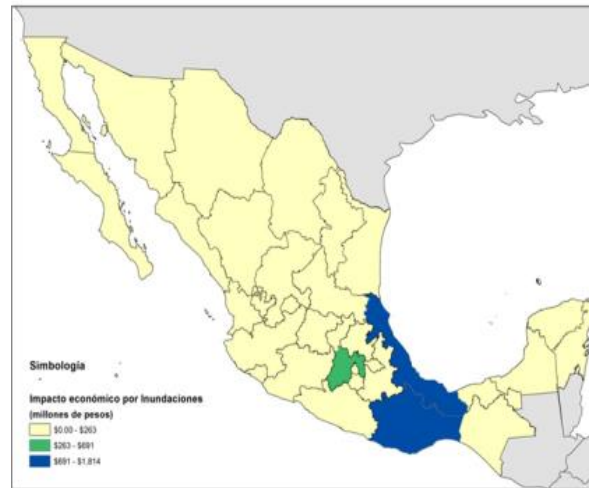 Simbología
Impacto económico por Inundaciones
(millones de pesos)
$0.00 - $263
$263 - $691
$691 - $1,814